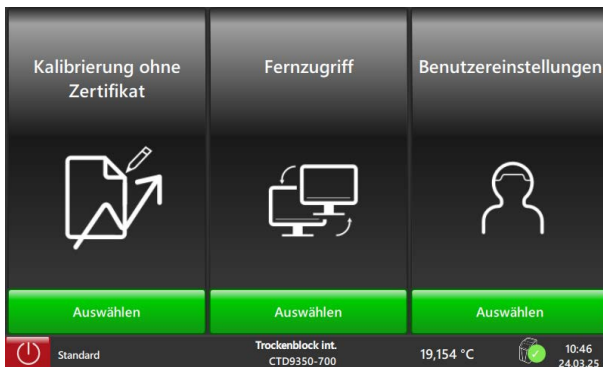 Kalibrierung ohne
Zertifikat
Fernzugriff
Benutzereinstellungen
Auswählen
Auswählen
Auswählen
Standard
Trockenblock int.
CTD9350-700
19,154 °C
10:46
24.03.25